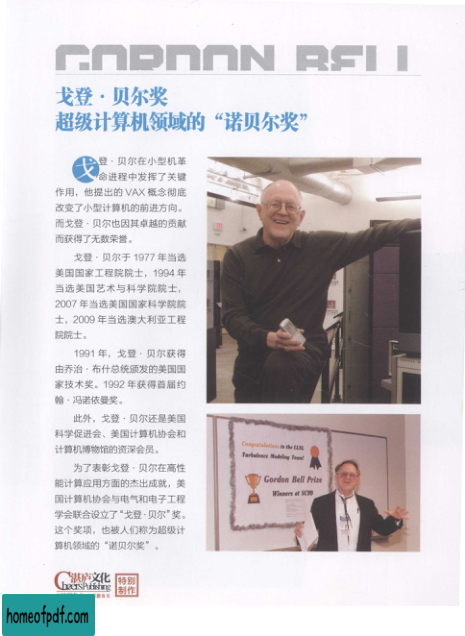 GORDON BELL
戈登·贝尔奖
超级计算机领域的“诺贝尔奖”
戈登·贝尔在小型机革
命进程中发挥了关键
作用，他提出的 VAX 概念彻底
改变了小型计算机的前进方向。
而戈登·贝尔也因其卓越的贡献
而获得了无数荣誉。
戈登·贝尔于 1977 年当选
美国国家工程院院士，1994 年
当选美国艺术与科学院院士，
2007 年当选美国国家科学院院
士，2009 年当选澳大利亚工程
院院士。
1991 年，戈登·贝尔获得
由乔治·布什总统颁发的美国国
家技术奖。1992 年获得首届约
翰·冯诺依曼奖。
此外，戈登·贝尔还是美国
科学促进会、美国计算机协会和
计算机博物馆的资深会员。
为了表彰戈登·贝尔在高性
能计算应用方面的杰出成就，美
国计算机协会与电气和电子工程
学会联合设立了“戈登·贝尔”奖。
这个奖项，也被人们称为超级计
算机领域的“诺贝尔奖”。
Congratulations to the LLNL
Turbulence Modeling Team!
Gordon Bell Prize
Winners at SC99
湛庐文化
Cheers Publishing
特别
制作
homeofpdf.com